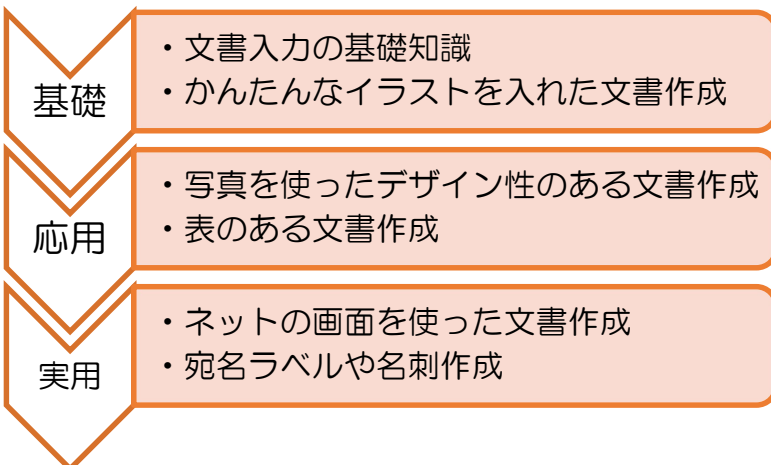 基礎
・文書入力の基礎知識
・かんたんなイラストを入れた文書作成
応用
・写真を使ったデザイン性のある文書作成
・表のある文書作成
実用
・ネットの画面を使った文書作成
・宛名ラベルや名刺作成